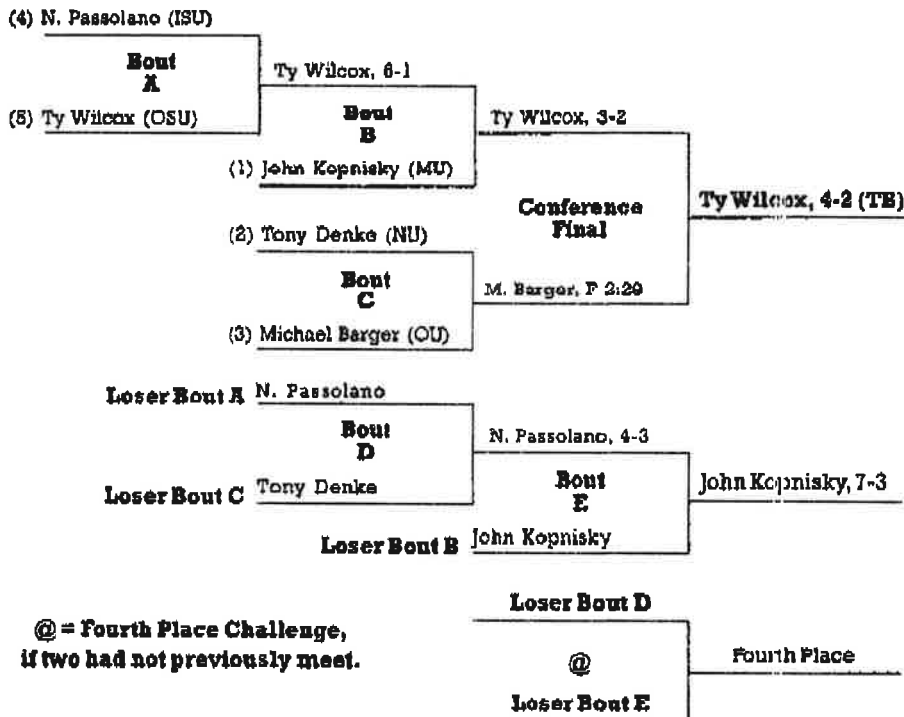 (4) N. Passolano (ISU)
Bout
A
(5) Ty Wilcox (OSU)
Ty Wilcox, 6-1
Bout
B
(1) John Kopnisky (MU)
Ty Wilcox, 3-2
Conference
Final
Ty Wilcox, 4-2 (TB)
(2) Tony Denke (NU)
Bout
C
(3) Michael Barger (OU)
M. Barger, F 2:29
Loser Bout A N. Passolano
Bout
D
Loser Bout C Tony Denke
N. Passolano, 4-3
Bout
E
Loser Bout B John Kopnisky
John Kopnisky, 7-3
Loser Bout D
@ = Fourth Place Challenge,
if two had not previously meet.
@
Loser Bout E
Fourth Place